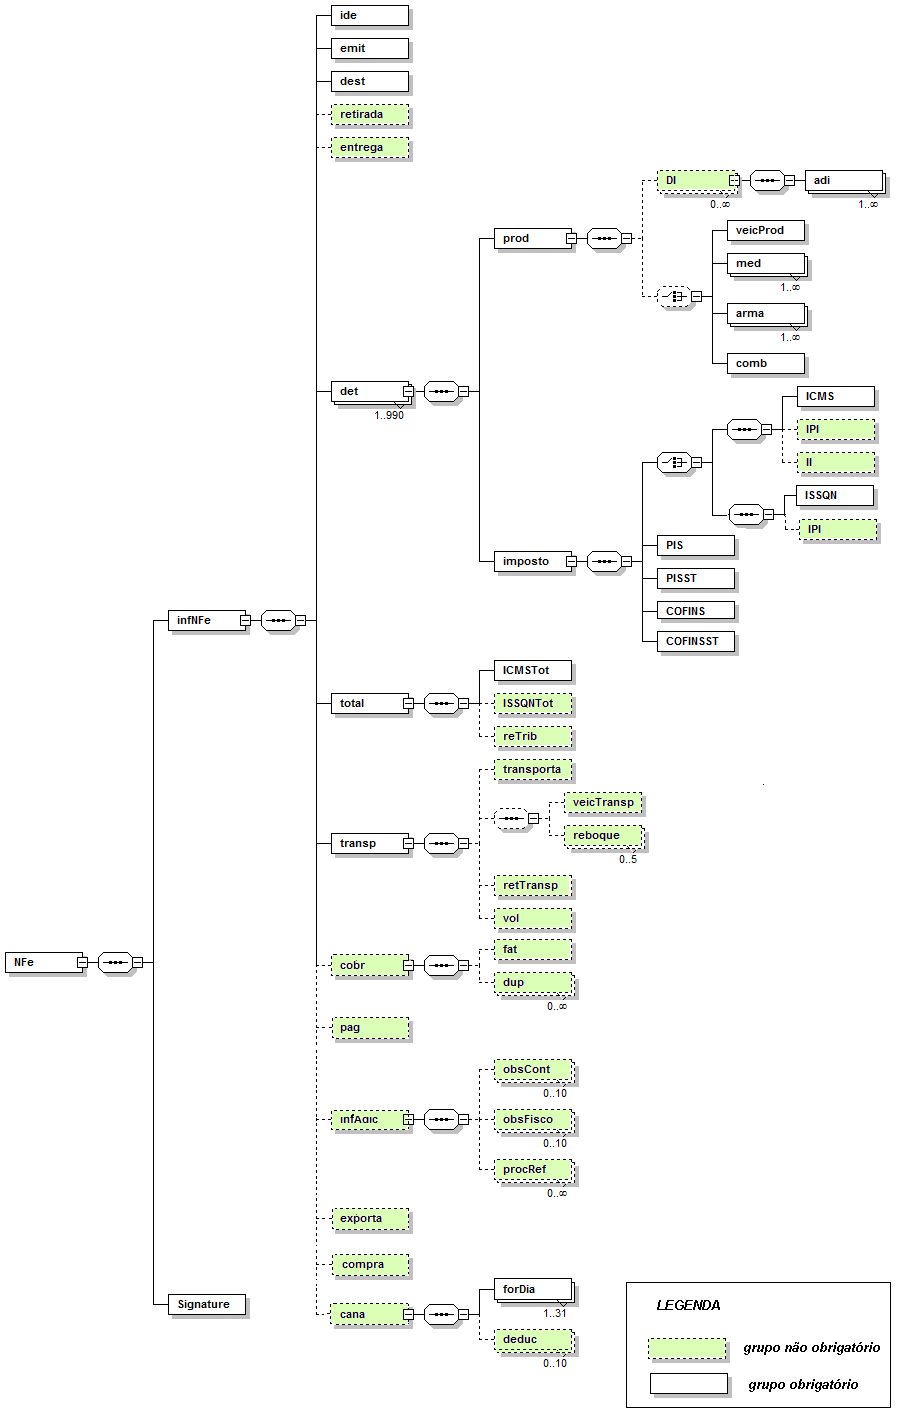 ide
emit
dest
retirada
entrega
DI
0..∞
adi
1..∞
prod
veicProd
med
1..∞
arma
1..∞
comb
det
1..990
ICMS
IPI
II
ISSQN
IPI
imposto
PIS
PISST
COFINS
COFINSST
infNFe
total
ICMSTot
ISSQNTot
reTrib
transp
transporta
veicTransp
reboque
0..5
retTransp
vol
NFe
cobr
fat
dup
0..∞
pag
infAdic
obsCont
0..10
obsFisco
0..10
procRef
0..∞
exporta
compra
Signature
cana
forDia
1..31
deduc
0..10
LEGENDA
grupo não obrigatório
grupo obrigatório